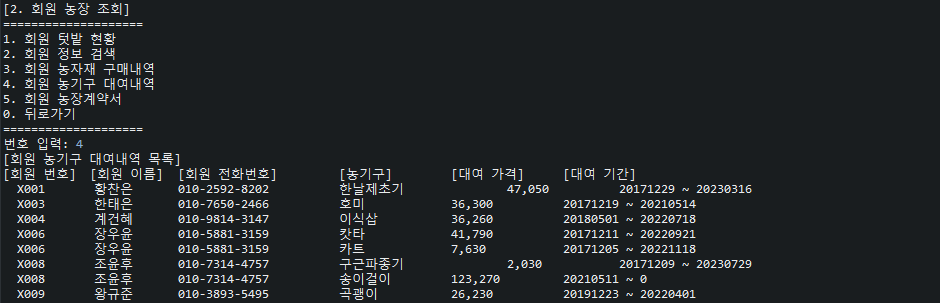 [2. 회원 농장 조회]
====================
1. 회원 텃밭 현황
2. 회원 정보 검색
3. 회원 농자재 구매내역
4. 회원 농기구 대여내역
5. 회원 농장계약서
0. 뒤로가기
====================
번호 입력: 4
[회원 농기구 대여내역 목록]
[회원 번호] [회원 이름] [회원 전화번호] [농기구] [대여 가격] [대여 기간]
X001 황찬은 010-2592-8202 한날제초기 47,050 20171229 ~ 20230316
X003 한태은 010-7650-2466 호미 36,300 20171219 ~ 20210514
X004 계건혜 010-9814-3147 이식삽 36,260 20180501 ~ 20220718
X006 장우윤 010-5881-3159 캇타 41,790 20171211 ~ 20220921
X006 장우윤 010-5881-3159 카트 7,630 20171205 ~ 20221118
X008 조윤후 010-7314-4757 구근파종기 2,030 20171209 ~ 20230729
X008 조윤후 010-7314-4757 송이걸이 123,270 20210511 ~ 0
X009 왕규준 010-3893-5495 곡괭이 26,230 20191223 ~ 20220401